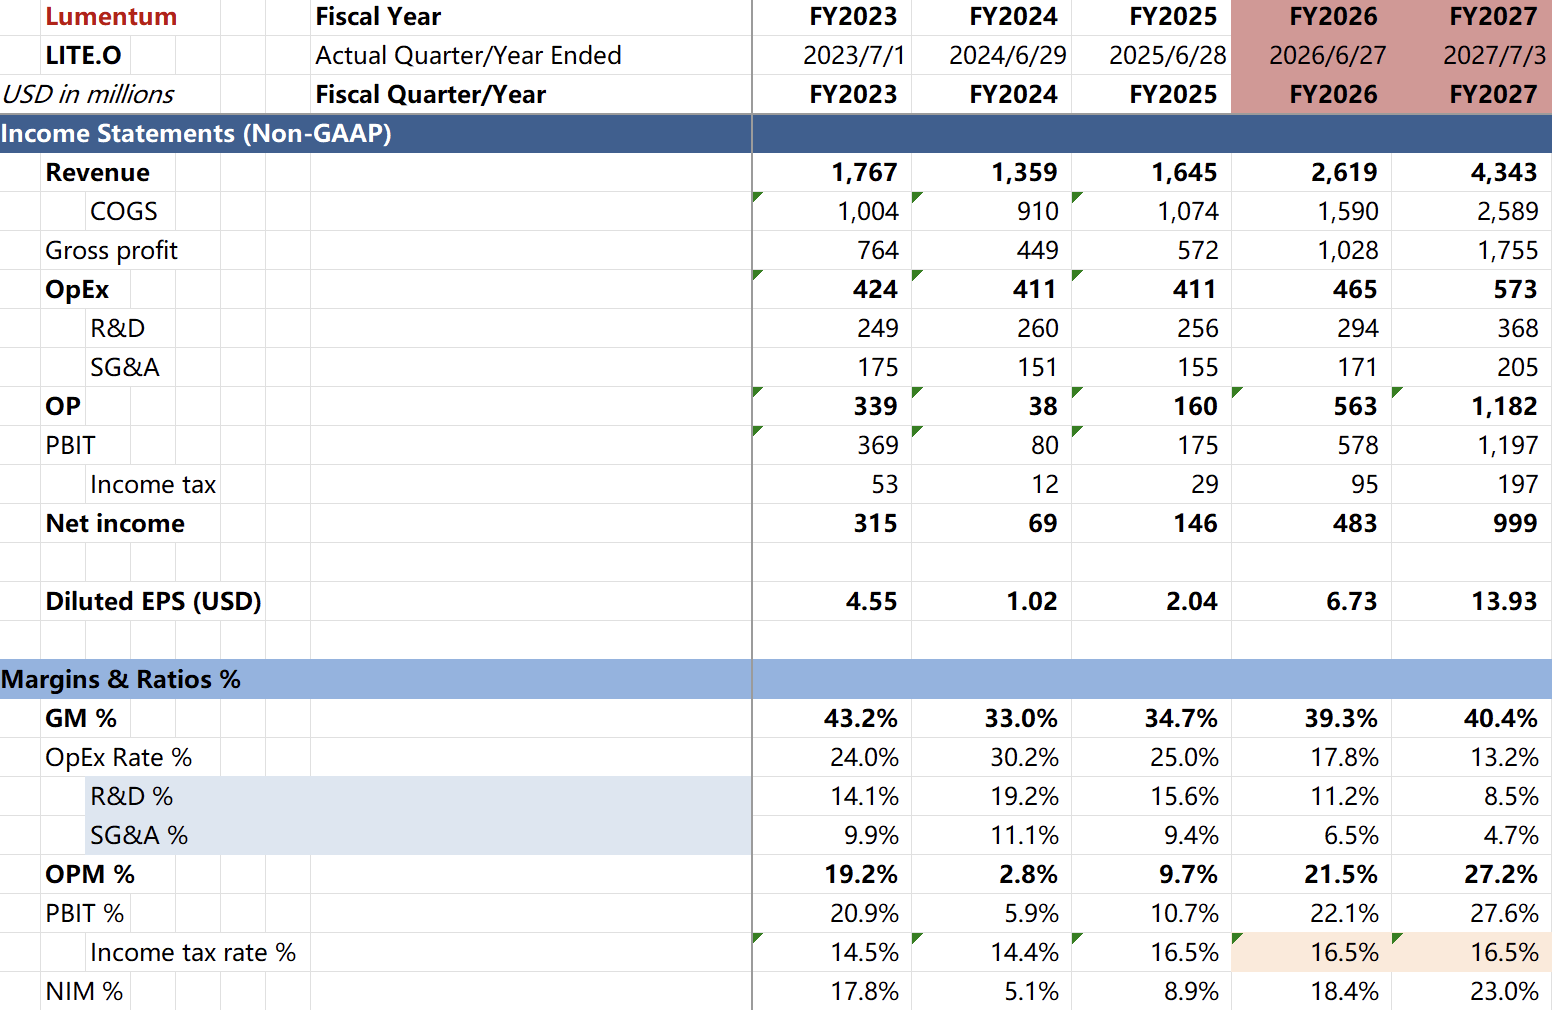 Lumentum Fiscal Year FY2023 FY2024 FY2025 FY2026 FY2027
LITE.O Actual Quarter/Year Ended 2023/7/1 2024/6/29 2025/6/28 2026/6/27 2027/7/3
USD in millions Fiscal Quarter/Year FY2023 FY2024 FY2025 FY2026 FY2027
Income Statements (Non-GAAP)
Revenue 1,767 1,359 1,645 2,619 4,343
COGS 1,004 910 1,074 1,590 2,589
Gross profit 764 449 572 1,028 1,755
OpEx 424 411 411 465 573
R&D 249 260 256 294 368
SG&A 175 151 155 171 205
OP 339 38 160 563 1,182
PBIT 369 80 175 578 1,197
Income tax 53 12 29 95 197
Net income 315 69 146 483 999
Diluted EPS (USD) 4.55 1.02 2.04 6.73 13.93
Margins & Ratios %
GM % 43.2% 33.0% 34.7% 39.3% 40.4%
OpEx Rate % 24.0% 30.2% 25.0% 17.8% 13.2%
R&D % 14.1% 19.2% 15.6% 11.2% 8.5%
SG&A % 9.9% 11.1% 9.4% 6.5% 4.7%
OPM % 19.2% 2.8% 9.7% 21.5% 27.2%
PBIT % 20.9% 5.9% 10.7% 22.1% 27.6%
Income tax rate % 14.5% 14.4% 16.5% 16.5% 16.5%
NIM % 17.8% 5.1% 8.9% 18.4% 23.0%